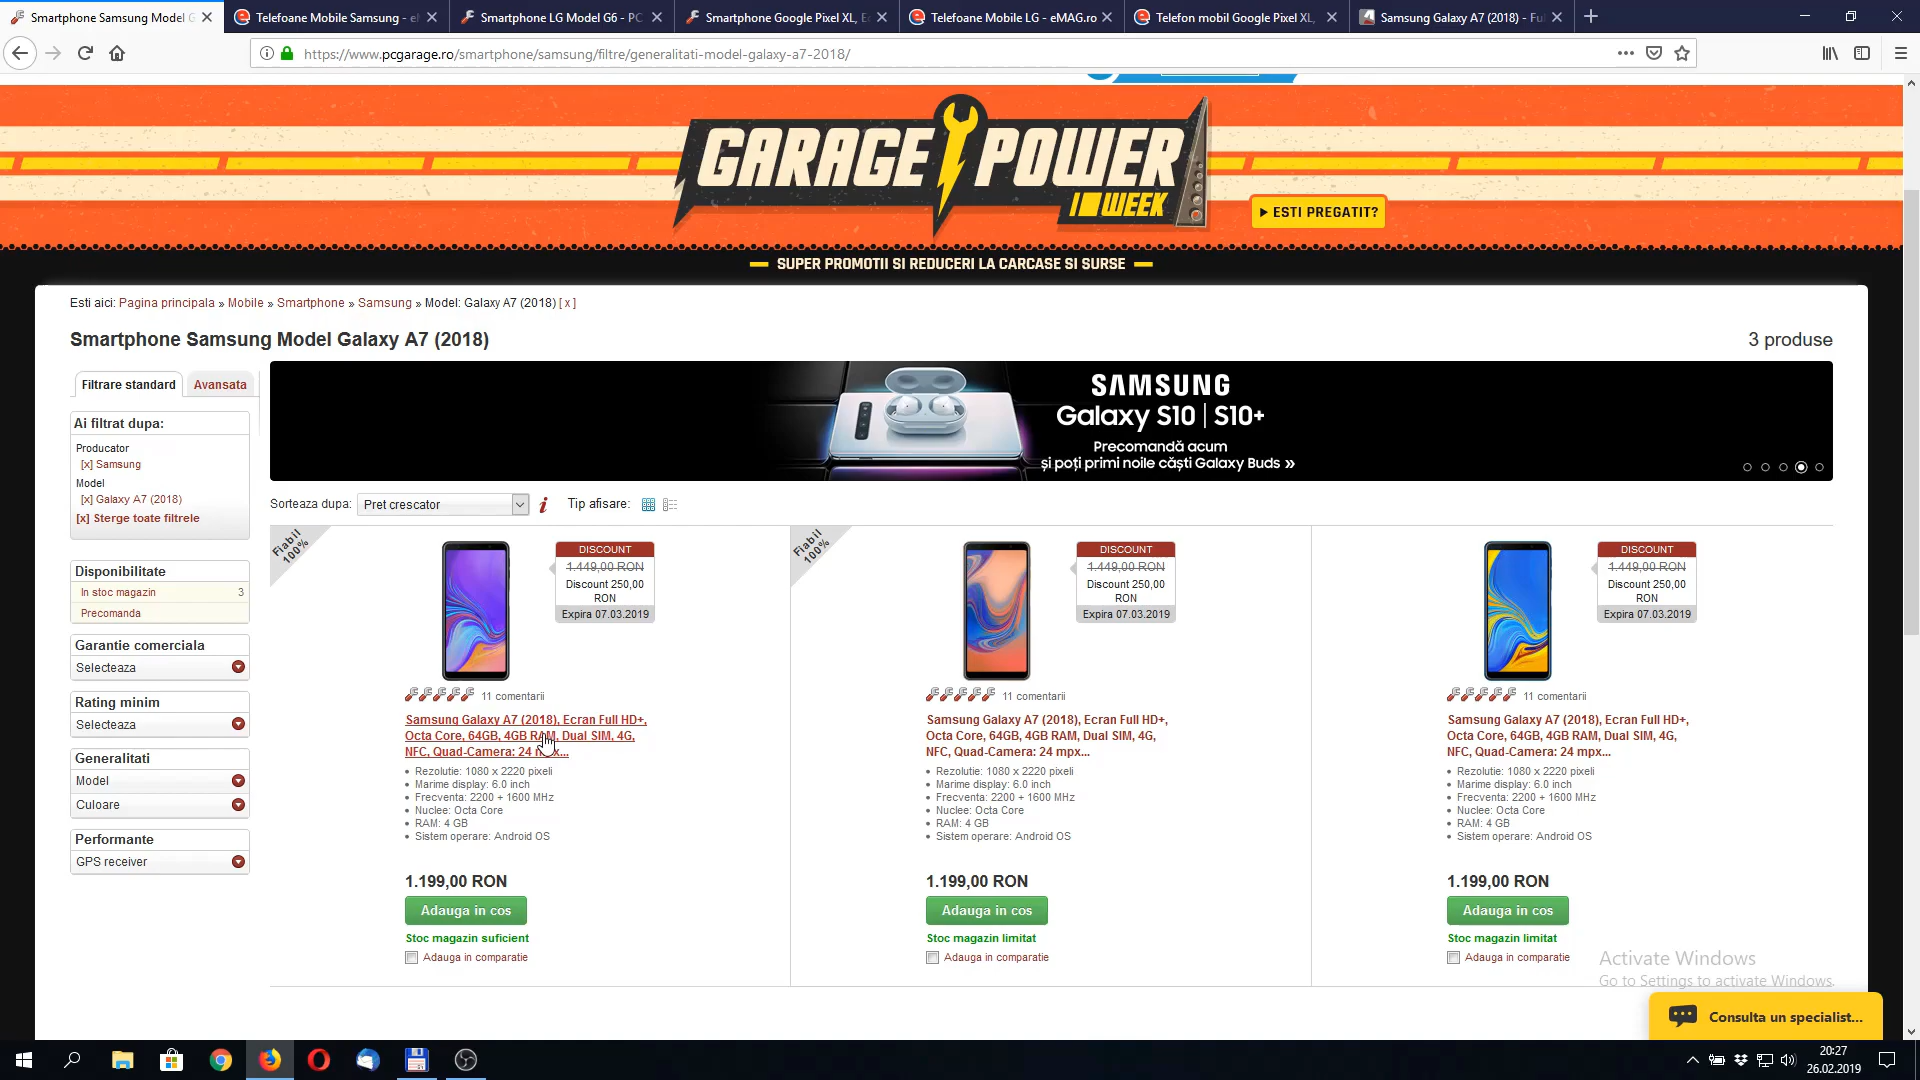 Smartphone Samsung Model G
Telefoane Mobile Samsung - eM
Smartphone LG Model G6 - PC
Smartphone Google Pixel XL, E
Telefoane Mobile LG - eMAG.ro
Telefon mobil Google Pixel XL,
Samsung Galaxy A7 (2018) - Fu
https://www.pcgarage.ro/smartphone/samsung/filtre/generalitati-model-galaxy-a7-2018/
GARAGE POWER
WEEK
ESTI PREGATIT?
SUPER PROMOTII SI REDUCERI LA CARCASE SI SURSE
Esti aici: Pagina principala » Mobile » Smartphone » Samsung » Model: Galaxy A7 (2018) [ x ]
Smartphone Samsung Model Galaxy A7 (2018)
3 produse
Filtrare standard
Avansata
Ai filtrat dupa:
Producator
[x] Samsung
Model
[x] Galaxy A7 (2018)
[x] Sterge toate filtrele
Disponibilitate
In stoc magazin 3
Precomanda
Garantie comerciala
Selecteaza
Rating minim
Selecteaza
Generalitati
Model
Culoare
Performante
GPS receiver
SAMSUNG
Galaxy S10 | S10+
Precomandă acum
și poți primi noile căști Galaxy Buds »
Sorteaza dupa: Pret crescator
i
Tip afisare:
Fiabil
100%
DISCOUNT
1.449,00 RON
Discount 250,00
RON
Expira 07.03.2019
11 comentarii
Samsung Galaxy A7 (2018), Ecran Full HD+,
Octa Core, 64GB, 4GB RAM, Dual SIM, 4G,
NFC, Quad-Camera: 24 mpx...
• Rezolutie: 1080 x 2220 pixeli
• Marime display: 6.0 inch
• Frecventa: 2200 + 1600 MHz
• Nuclee: Octa Core
• RAM: 4 GB
• Sistem operare: Android OS
1.199,00 RON
Adauga in cos
Stoc magazin suficient
Adauga in comparatie
Fiabil
100%
DISCOUNT
1.449,00 RON
Discount 250,00
RON
Expira 07.03.2019
11 comentarii
Samsung Galaxy A7 (2018), Ecran Full HD+,
Octa Core, 64GB, 4GB RAM, Dual SIM, 4G,
NFC, Quad-Camera: 24 mpx...
• Rezolutie: 1080 x 2220 pixeli
• Marime display: 6.0 inch
• Frecventa: 2200 + 1600 MHz
• Nuclee: Octa Core
• RAM: 4 GB
• Sistem operare: Android OS
1.199,00 RON
Adauga in cos
Stoc magazin limitat
Adauga in comparatie
DISCOUNT
1.449,00 RON
Discount 250,00
RON
Expira 07.03.2019
11 comentarii
Samsung Galaxy A7 (2018), Ecran Full HD+,
Octa Core, 64GB, 4GB RAM, Dual SIM, 4G,
NFC, Quad-Camera: 24 mpx...
• Rezolutie: 1080 x 2220 pixeli
• Marime display: 6.0 inch
• Frecventa: 2200 + 1600 MHz
• Nuclee: Octa Core
• RAM: 4 GB
• Sistem operare: Android OS
1.199,00 RON
Adauga in cos
Stoc magazin limitat
Adauga in comparatie
Activate Windows
Go to Settings to activate Windows.
Consulta un specialist...
20:27
26.02.2019